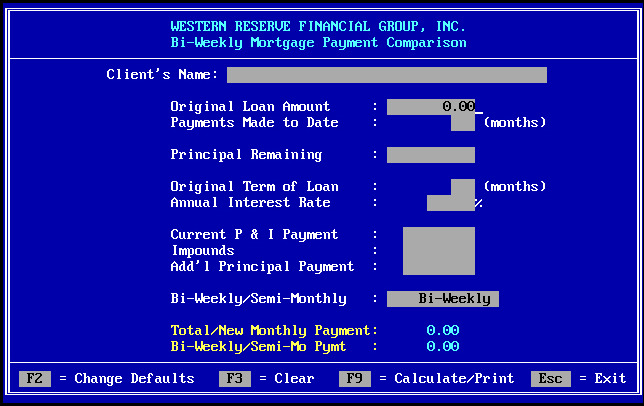 WESTERN RESERVE FINANCIAL GROUP, INC.
Bi-Weekly Mortgage Payment Comparison
Client's Name:
Original Loan Amount : 0.00
Payments Made to Date : (months)
Principal Remaining :
Original Term of Loan : (months)
Annual Interest Rate : %
Current P & I Payment :
Impounds :
Add'l Principal Payment :
Bi-Weekly/Semi-Monthly : Bi-Weekly
Total/New Monthly Payment: 0.00
Bi-Weekly/Semi-Mo Pymt : 0.00
F2 = Change Defaults F3 = Clear F9 = Calculate/Print Esc = Exit